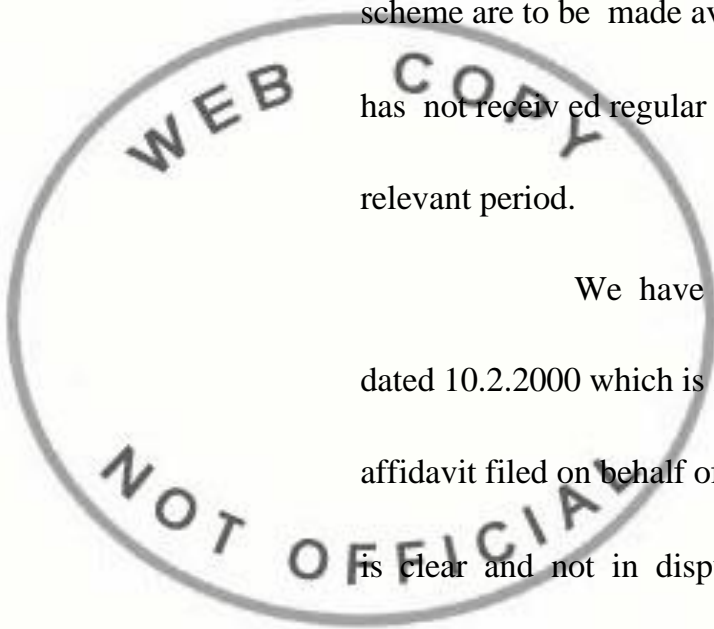 scheme are to be made av
WEB COPY
has not receiv ed regular
relevant period.
We have
dated 10.2.2000 which is
affidavit filed on behalf of
NOT OFFICIAL
is clear and not in disp